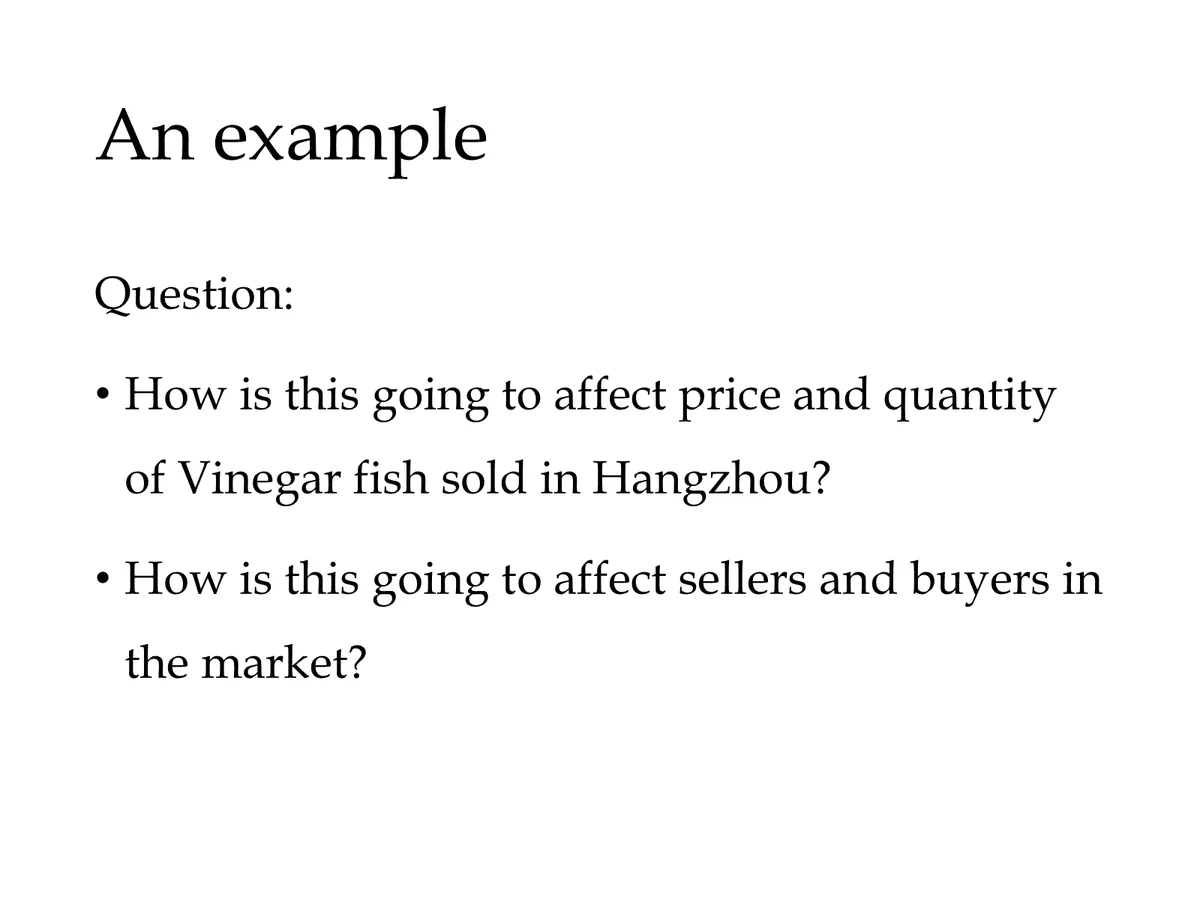 An example
Question:
• How is this going to affect price and quantity
of Vinegar fish sold in Hangzhou?
• How is this going to affect sellers and buyers in
the market?